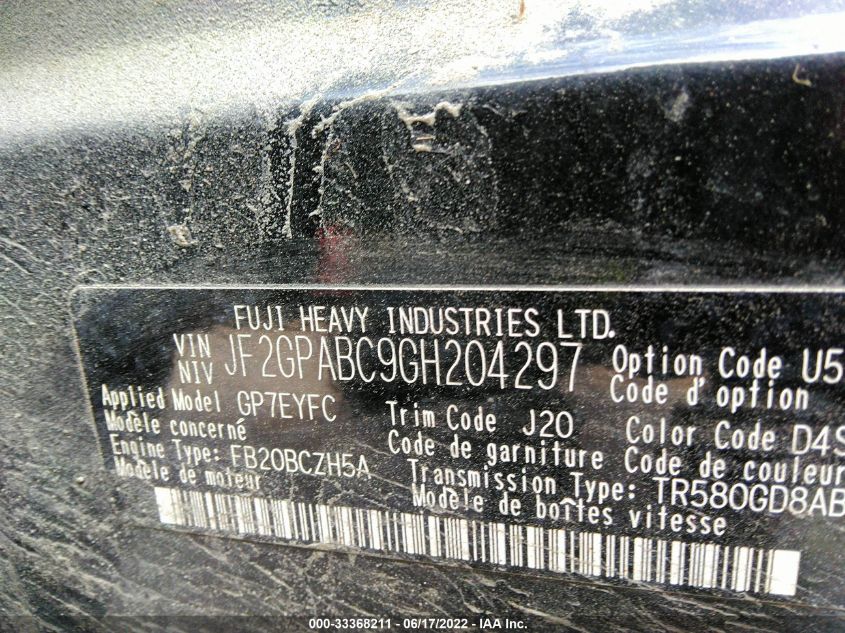 FUJI HEAVY INDUSTRIES LTD.
VIN
NIV
JF2GPABC9GH204297
Option Code U5
Code d'option
Applied Model GP7EYFC
Modèle concerné
Trim Code J20
Code de garniture
Color Code D4S
Code de couleur
Engine Type: FB20BCZH5A
Modèle de moteur
Transmission Type: TR580GD8AB
Modèle de boîtes vitesse
000-33368211 - 06/17/2022 - IAA Inc.